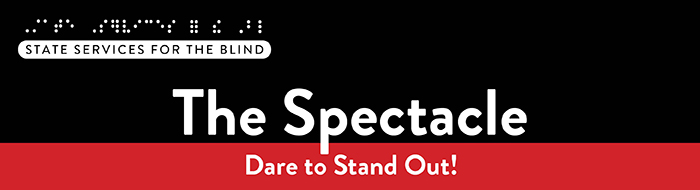 STATE SERVICES FOR THE BLIND
The Spectacle
Dare to Stand Out!